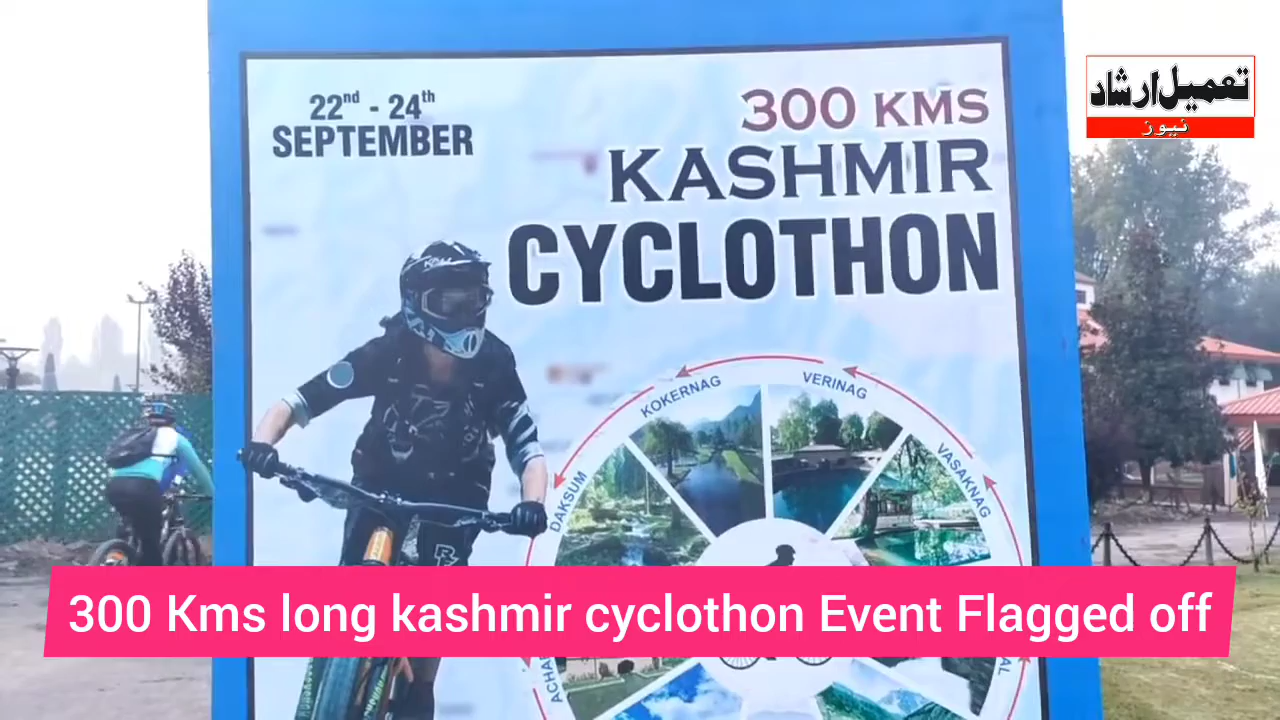 22nd - 24th
SEPTEMBER
300 KMS
KASHMIR
CYCLOTHON
تعمیل ارشاد
نیوز
KOKERNAG
VERINAG
DAKSUM
VASAKNAG
300 Kms long kashmir cyclothon Event Flagged off